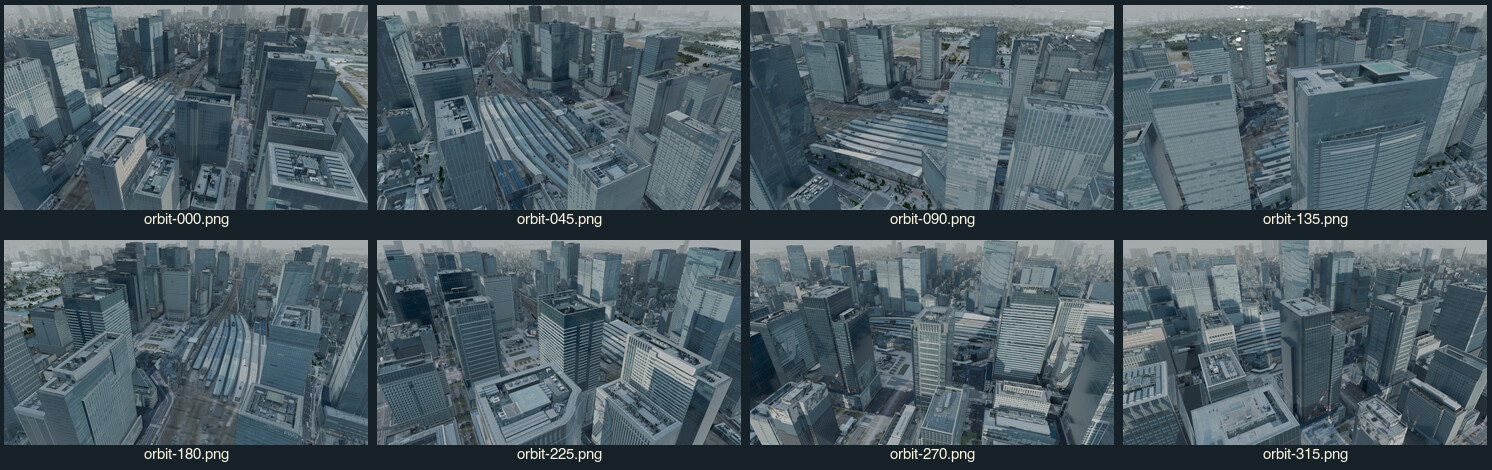 orbit-000.png
orbit-045.png
orbit-090.png
orbit-135.png
orbit-180.png
orbit-225.png
orbit-270.png
orbit-315.png